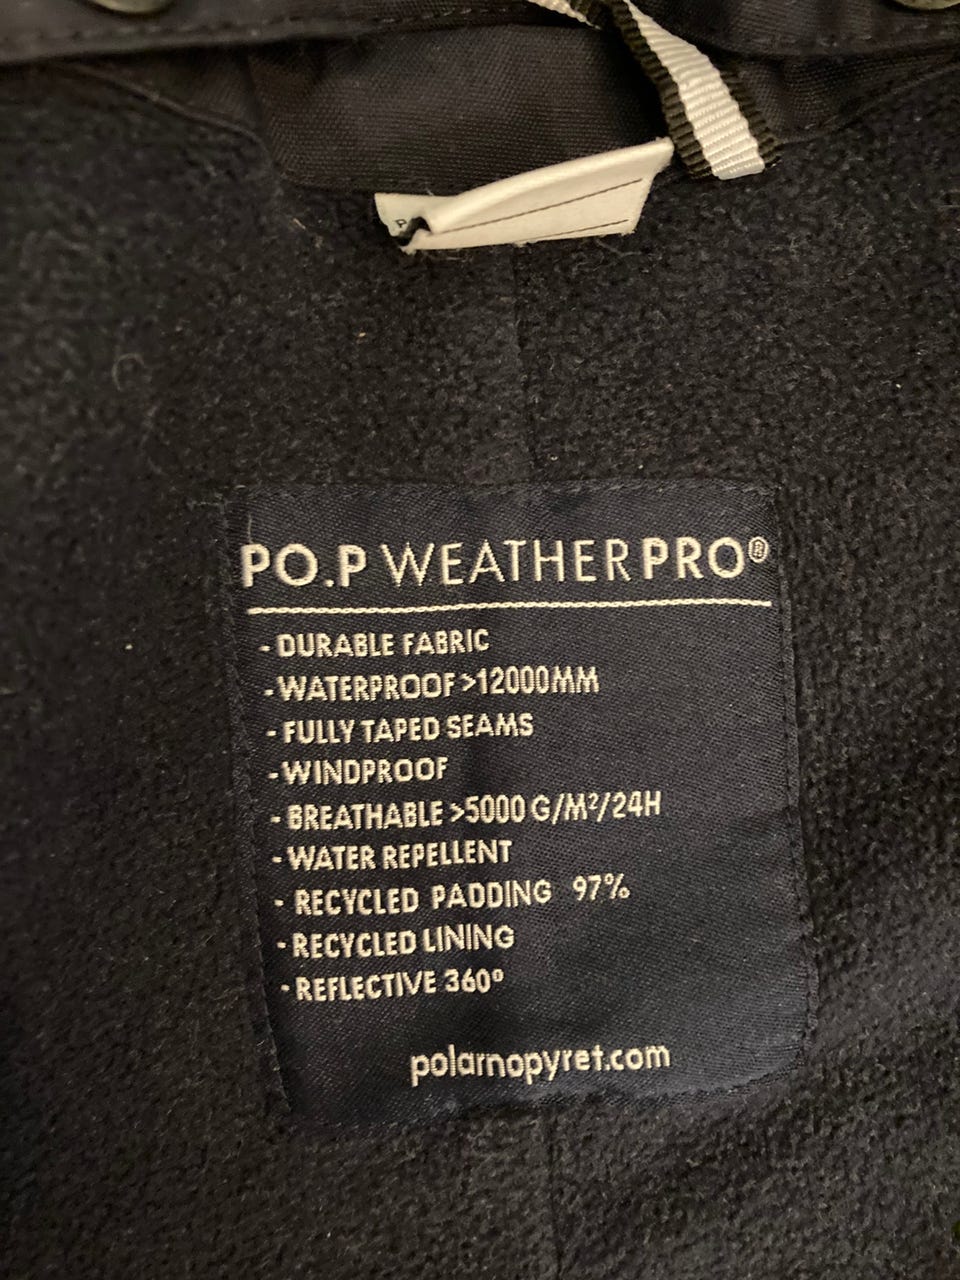 PO.P WEATHERPRO®
- DURABLE FABRIC
- WATERPROOF >12000MM
- FULLY TAPED SEAMS
- WINDPROOF
- BREATHABLE >5000 G/M²/24H
- WATER REPELLENT
- RECYCLED PADDING 97%
- RECYCLED LINING
- REFLECTIVE 360°
polarnopyret.com